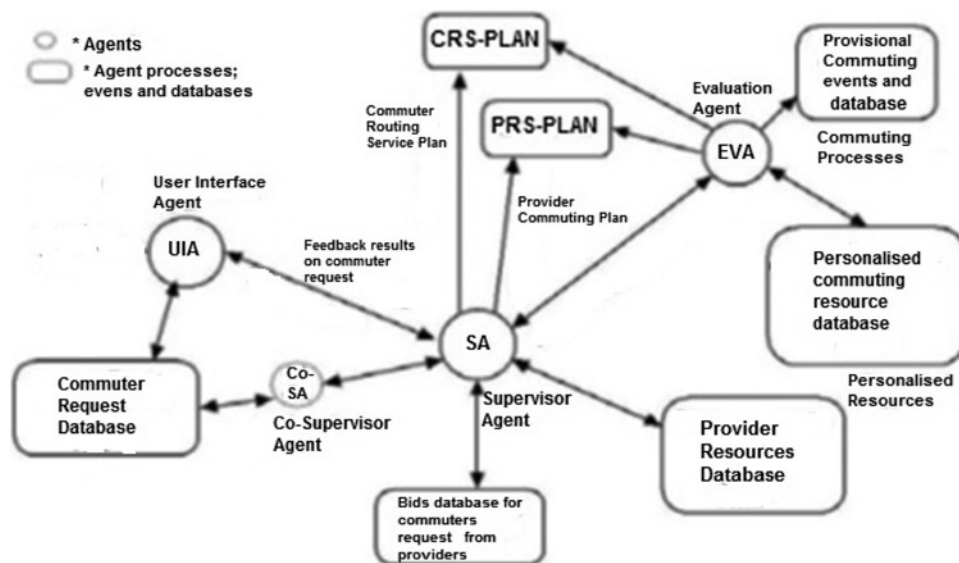 * Agents
* Agent processes;
evens and databases
CRS-PLAN
Commuter
Routing
Service Plan
PRS-PLAN
Evaluation
Agent
EVA
Provisional
Commuting
events and
database
Commuting
Processes
User Interface
Agent
UIA
Provider
Commuting Plan
Feedback results
on commuter
request
Personalised
commuting
resource
database
Personalised
Resources
SA
Supervisor
Agent
Co-
SA
Co-Supervisor
Agent
Commuter
Request
Database
Provider
Resources
Database
Bids database for
commuters
request from
providers